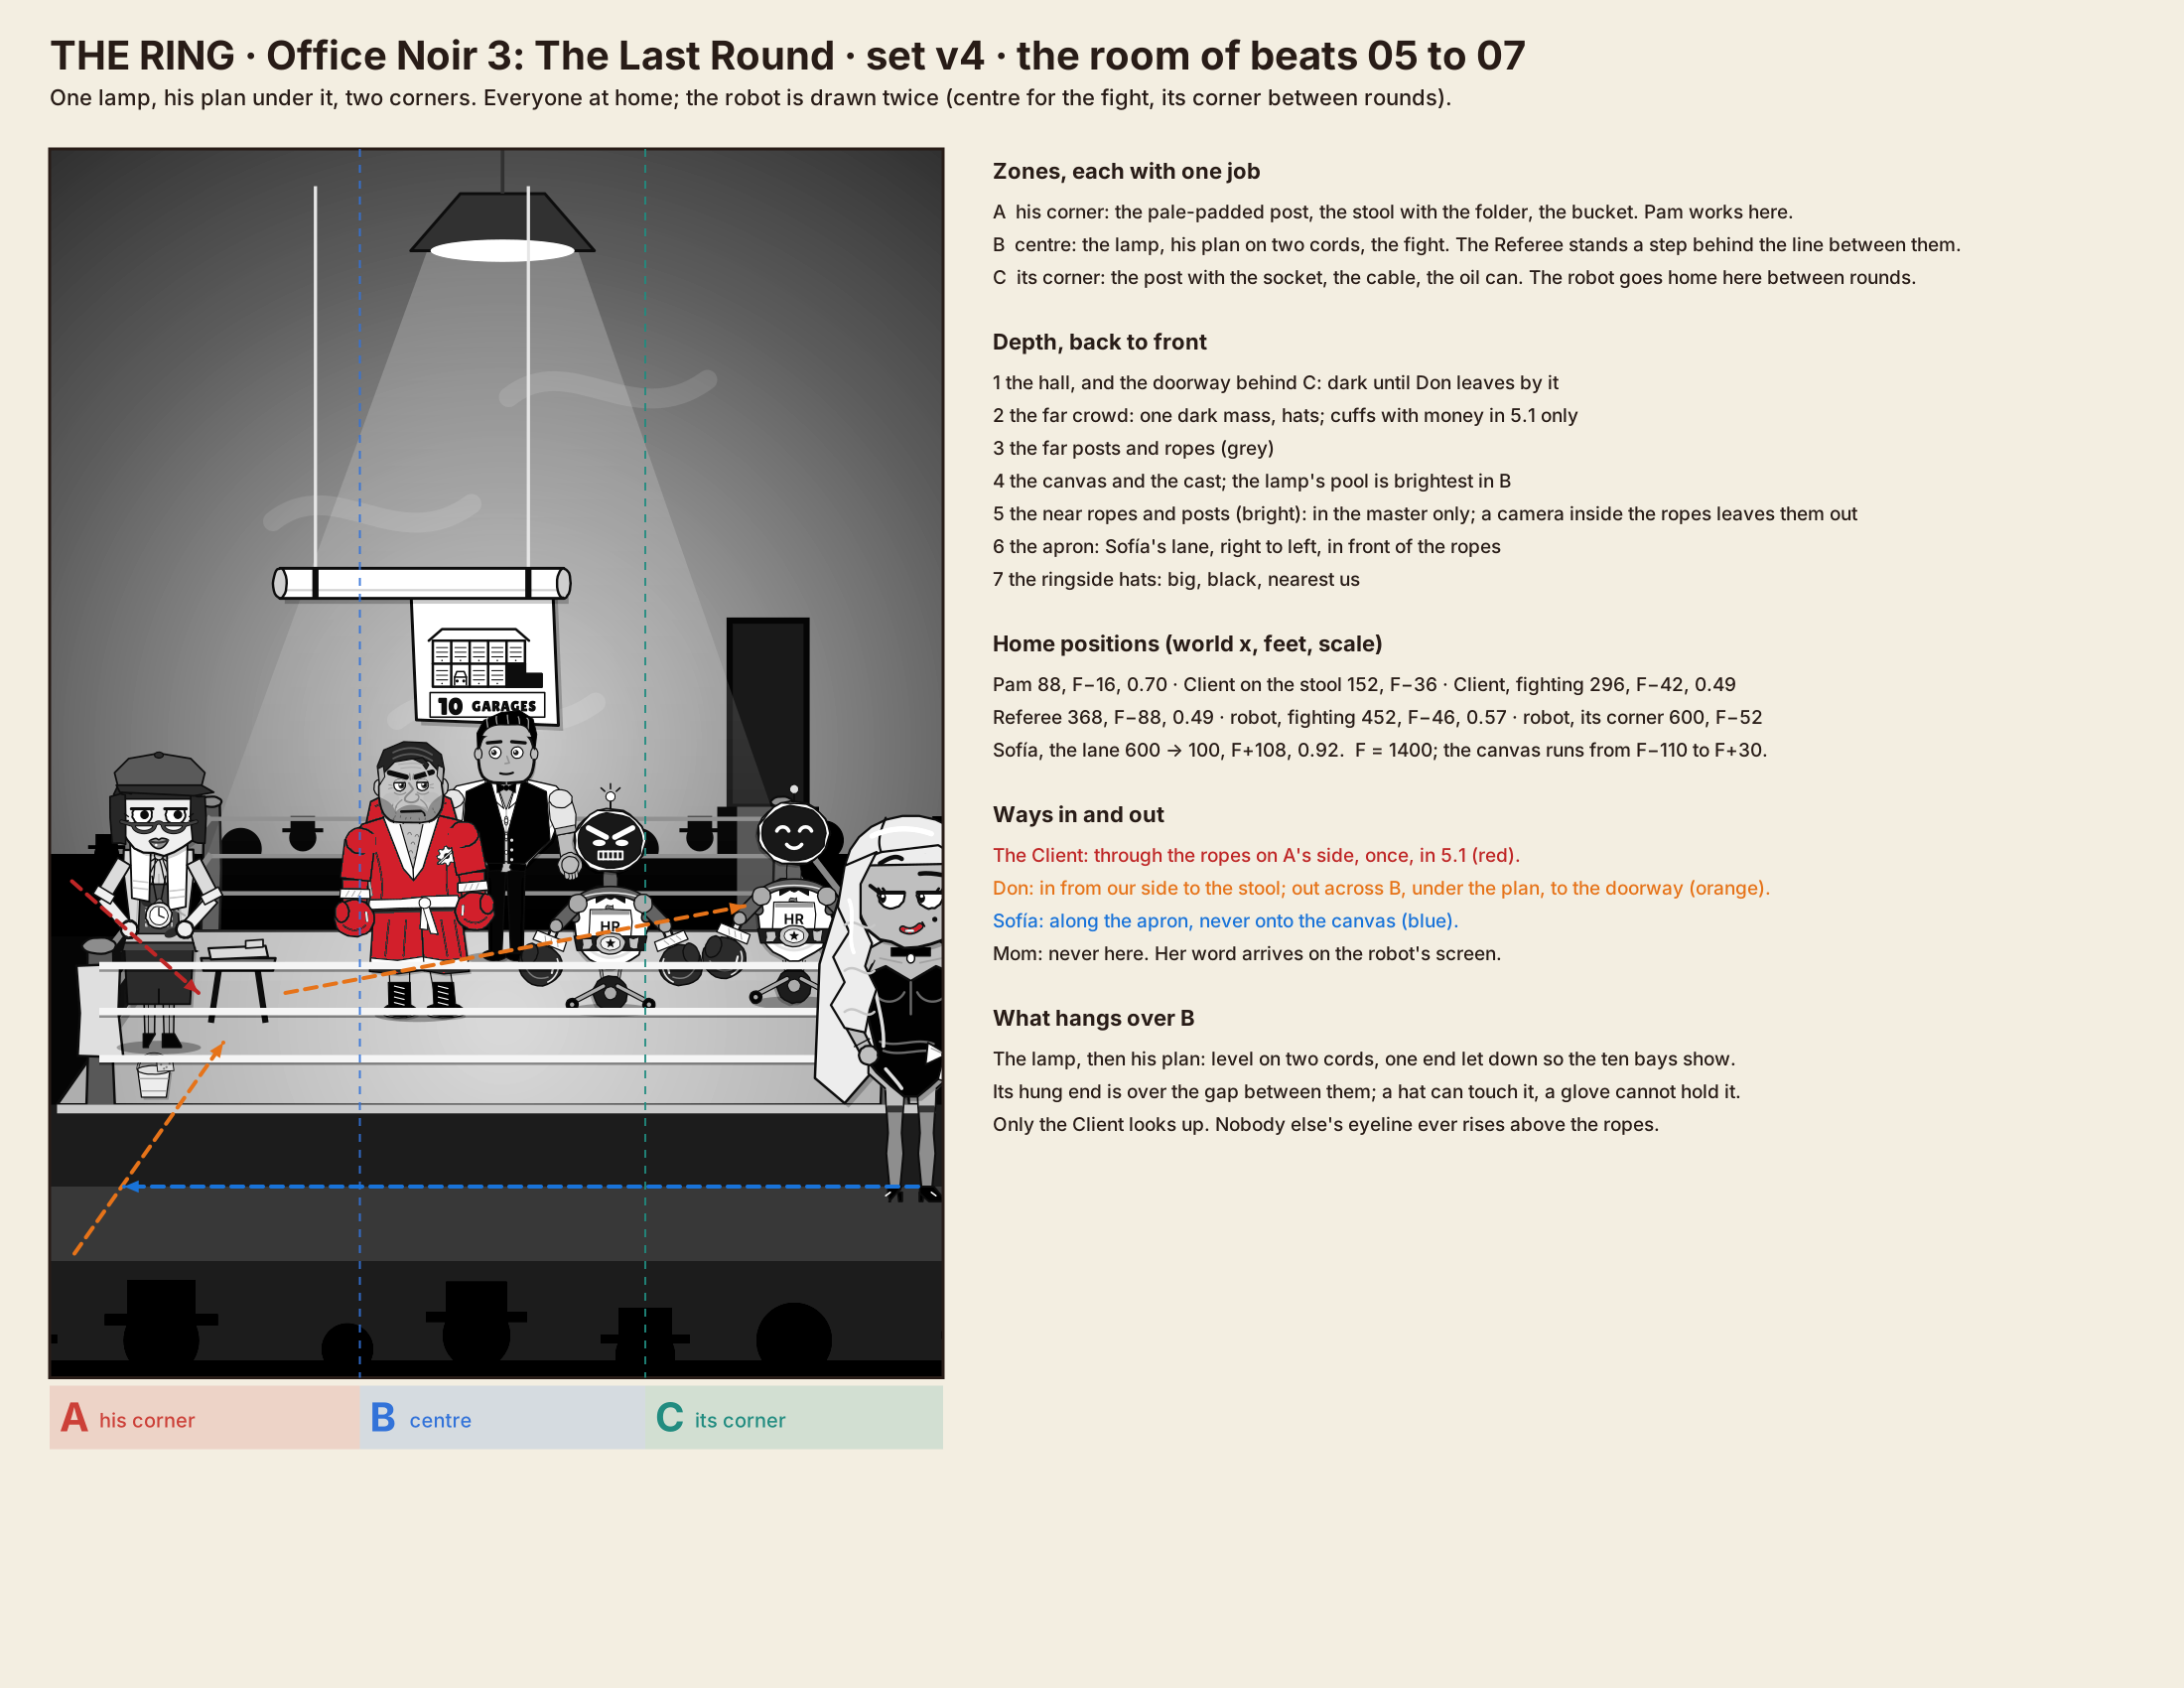 THE RING · Office Noir 3: The Last Round · set v4 · the room of beats 05 to 07
One lamp, his plan under it, two corners. Everyone at home; the robot is drawn twice (centre for the fight, its corner between rounds).
10 GARAGES
HR
HR
A his corner
B centre
C its corner
Zones, each with one job
A his corner: the pale-padded post, the stool with the folder, the bucket. Pam works here.
B centre: the lamp, his plan on two cords, the fight. The Referee stands a step behind the line between them.
C its corner: the post with the socket, the cable, the oil can. The robot goes home here between rounds.
Depth, back to front
1 the hall, and the doorway behind C: dark until Don leaves by it
2 the far crowd: one dark mass, hats; cuffs with money in 5.1 only
3 the far posts and ropes (grey)
4 the canvas and the cast; the lamp's pool is brightest in B
5 the near ropes and posts (bright): in the master only; a camera inside the ropes leaves them out
6 the apron: Sofía's lane, right to left, in front of the ropes
7 the ringside hats: big, black, nearest us
Home positions (world x, feet, scale)
Pam 88, F−16, 0.70 · Client on the stool 152, F−36 · Client, fighting 296, F−42, 0.49
Referee 368, F−88, 0.49 · robot, fighting 452, F−46, 0.57 · robot, its corner 600, F−52
Sofía, the lane 600 → 100, F+108, 0.92. F = 1400; the canvas runs from F−110 to F+30.
Ways in and out
The Client: through the ropes on A's side, once, in 5.1 (red).
Don: in from our side to the stool; out across B, under the plan, to the doorway (orange).
Sofía: along the apron, never onto the canvas (blue).
Mom: never here. Her word arrives on the robot's screen.
What hangs over B
The lamp, then his plan: level on two cords, one end let down so the ten bays show.
Its hung end is over the gap between them; a hat can touch it, a glove cannot hold it.
Only the Client looks up. Nobody else's eyeline ever rises above the ropes.